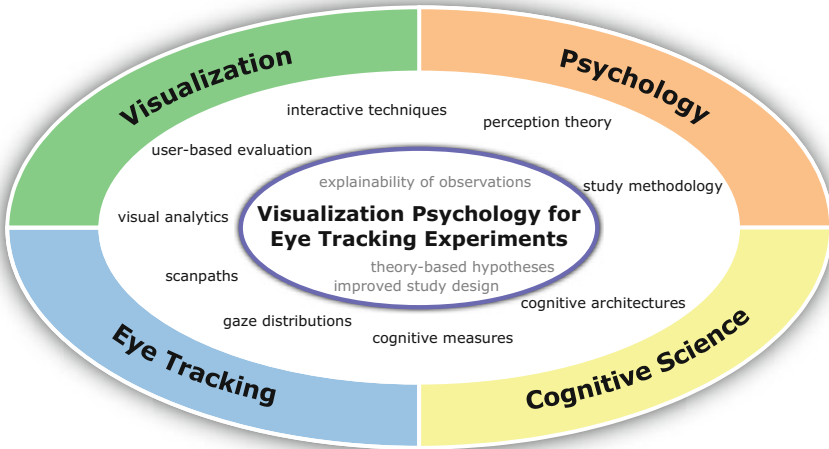 Visualization
Psychology
interactive techniques
perception theory
user-based evaluation
explainability of observations
study methodology
visual analytics
Visualization Psychology for
Eye Tracking Experiments
theory-based hypotheses
improved study design
scanpaths
cognitive architectures
gaze distributions
cognitive measures
Eye Tracking
Cognitive Science